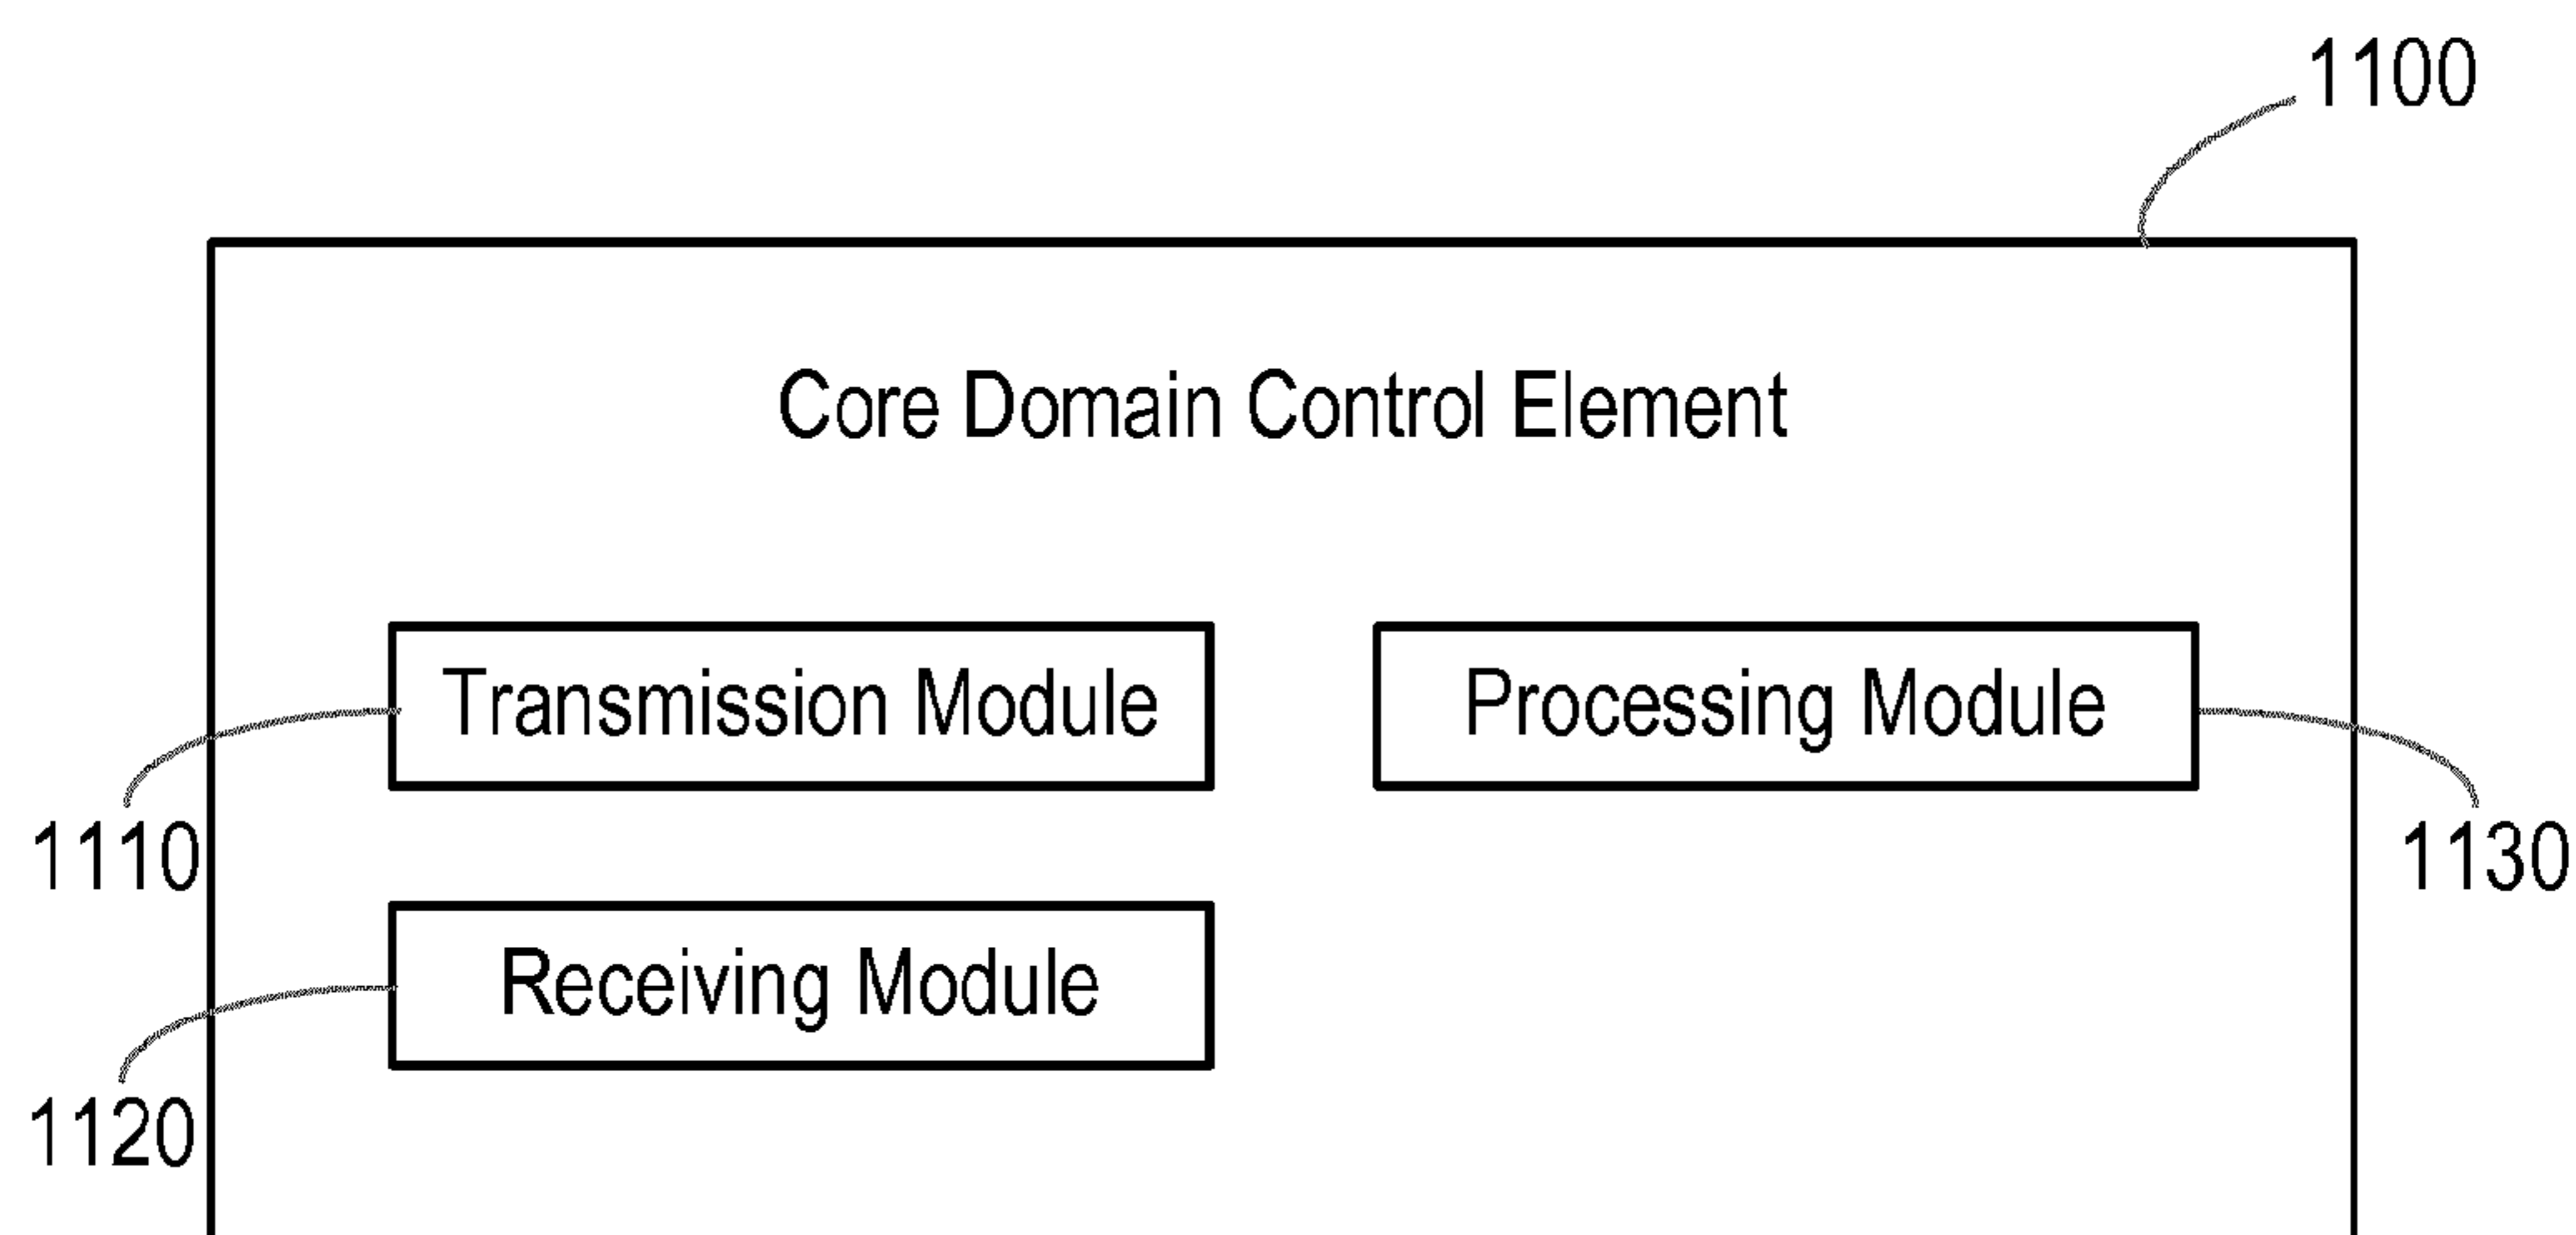 1100
Core Domain Control Element
Transmission Module
Processing Module
1110
1130
Receiving Module
1120